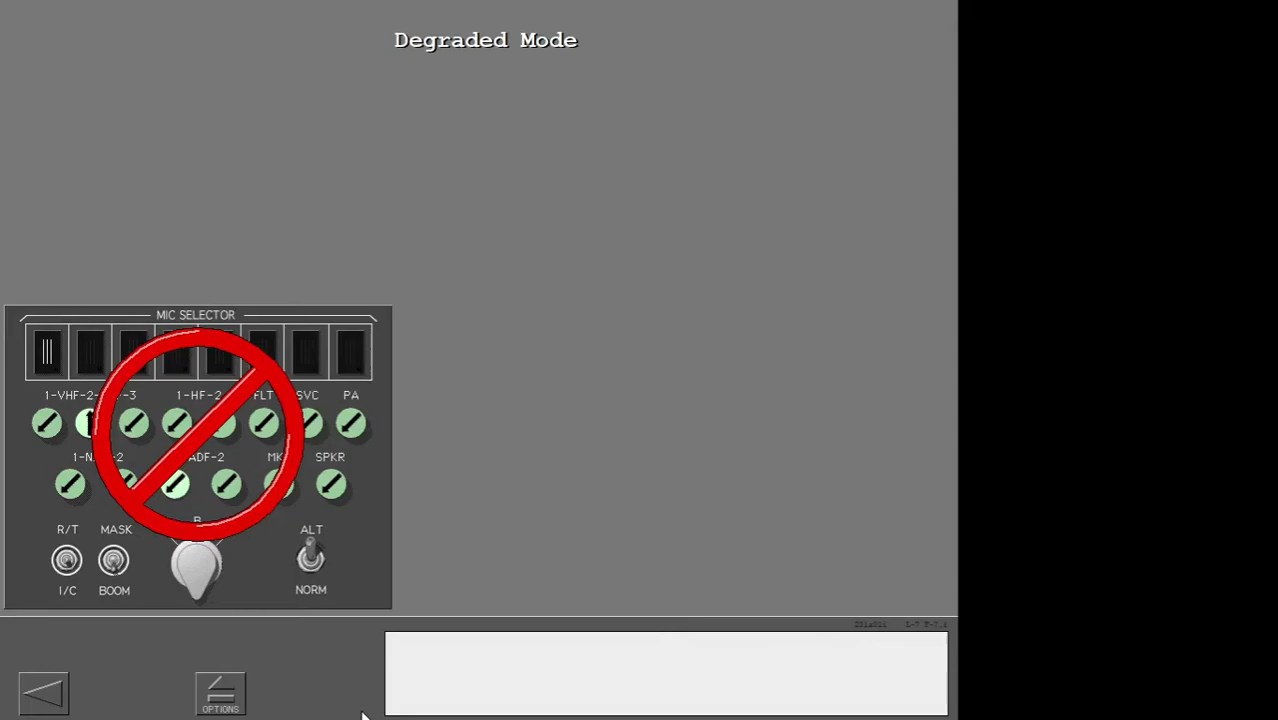 Degraded Mode
MIC SELECTOR
1-VHF-2- -3 1-HF-2 FLT SVC PA
ADF-2 SPKR
R/T MASK B ALT
I/C BOOM NORM
OPTIONS